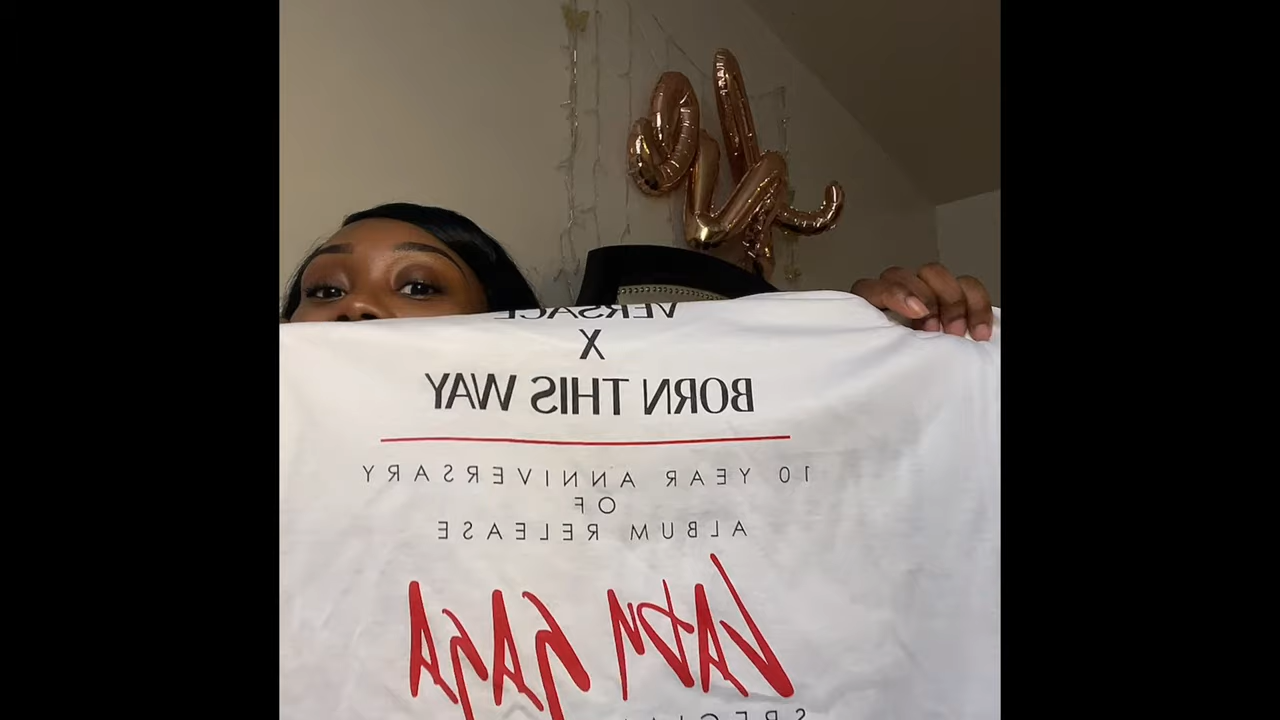 VERSACE
X
BORN THIS WAY
10 YEAR ANNIVERSARY
OF
ALBUM RELEASE
LADY GAGA